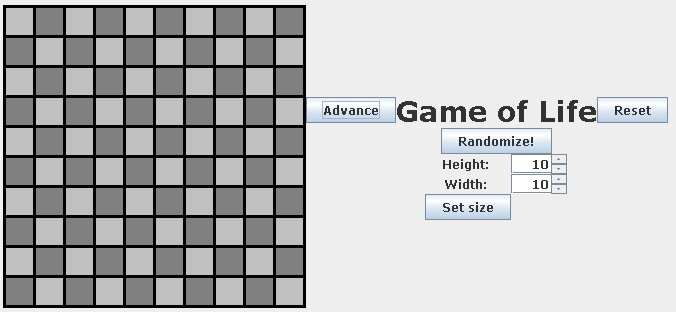 Advance Game of Life Reset
Randomize!
Height: 10
Width: 10
Set size